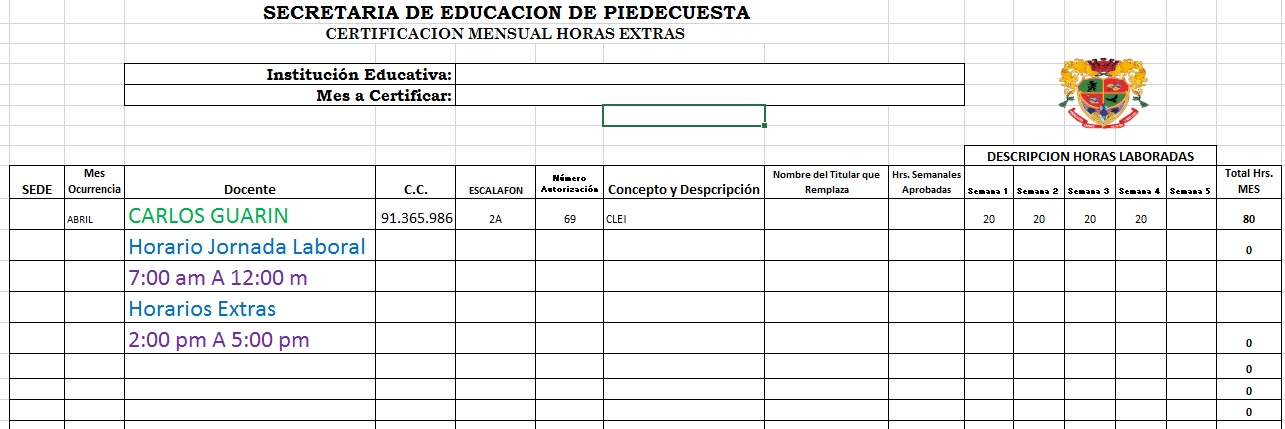 SECRETARIA DE EDUCACION DE PIEDECUESTA
CERTIFICACION MENSUAL HORAS EXTRAS
Institución Educativa:
Mes a Certificar:
DESCRIPCION HORAS LABORADAS
SEDE Mes Ocurrencia Docente C.C. ESCALAFON Número Autorización Concepto y Despcripción Nombre del Titular que Remplaza Hrs. Semanales Aprobadas Semana 1 Semana 2 Semana 3 Semana 4 Semana 5 Total Hrs. MES
ABRIL CARLOS GUARIN 91.365.986 2A 69 CLEI 20 20 20 20 80
Horario Jornada Laboral 0
7:00 am A 12:00 m
Horarios Extras
2:00 pm A 5:00 pm 0
0
0
0